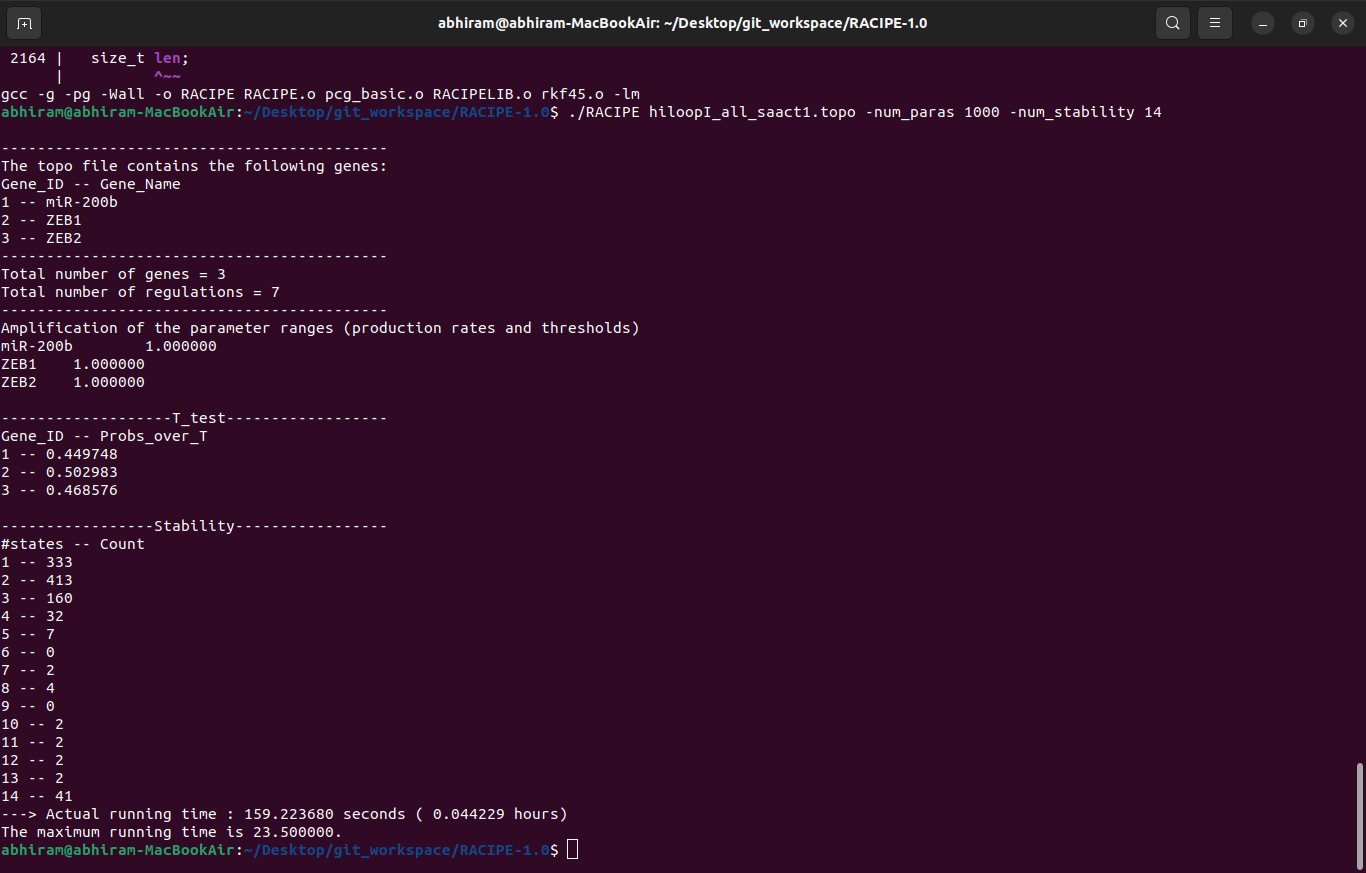 abhiram@abhiram-MacBookAir: ~/Desktop/git_workspace/RACIPE-1.0
2164 |   size_t len;
     |          ^~~
gcc -g -pg -Wall -o RACIPE RACIPE.o pcg_basic.o RACIPELIB.o rkf45.o -lm
abhiram@abhiram-MacBookAir:~/Desktop/git_workspace/RACIPE-1.0$ ./RACIPE hiloopI_all_saact1.topo -num_paras 1000 -num_stability 14
-------------------------------------------
The topo file contains the following genes:
Gene_ID -- Gene_Name
1 -- miR-200b
2 -- ZEB1
3 -- ZEB2
-------------------------------------------
Total number of genes = 3
Total number of regulations = 7
-------------------------------------------
Amplification of the parameter ranges (production rates and thresholds)
miR-200b        1.000000
ZEB1    1.000000
ZEB2    1.000000
-------------------T_test------------------
Gene_ID -- Probs_over_T
1 -- 0.449748
2 -- 0.502983
3 -- 0.468576
-----------------Stability-----------------
#states -- Count
1 -- 333
2 -- 413
3 -- 160
4 -- 32
5 -- 7
6 -- 0
7 -- 2
8 -- 4
9 -- 0
10 -- 2
11 -- 2
12 -- 2
13 -- 2
14 -- 41
---> Actual running time : 159.223680 seconds ( 0.044229 hours)
The maximum running time is 23.500000.
abhiram@abhiram-MacBookAir:~/Desktop/git_workspace/RACIPE-1.0$